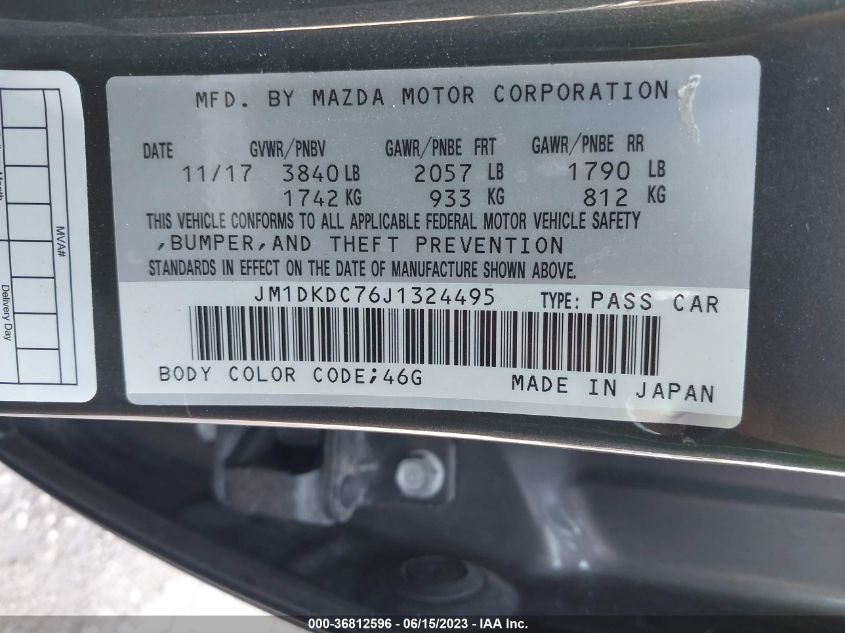 MFD. BY MAZDA MOTOR CORPORATION
DATE GVWR/PNBV GAWR/PNBE FRT GAWR/PNBE RR
11/17 3840 LB 2057 LB 1790 LB
1742 KG 933 KG 812 KG
THIS VEHICLE CONFORMS TO ALL APPLICABLE FEDERAL MOTOR VEHICLE SAFETY
,BUMPER,AND THEFT PREVENTION
STANDARDS IN EFFECT ON THE DATE OF MANUFACTURE SHOWN ABOVE.
JM1DKDC76J1324495 TYPE: PASS CAR
BODY COLOR CODE;46G MADE IN JAPAN
MVA#
Delivery Day
000-36812596 - 06/15/2023 - IAA Inc.